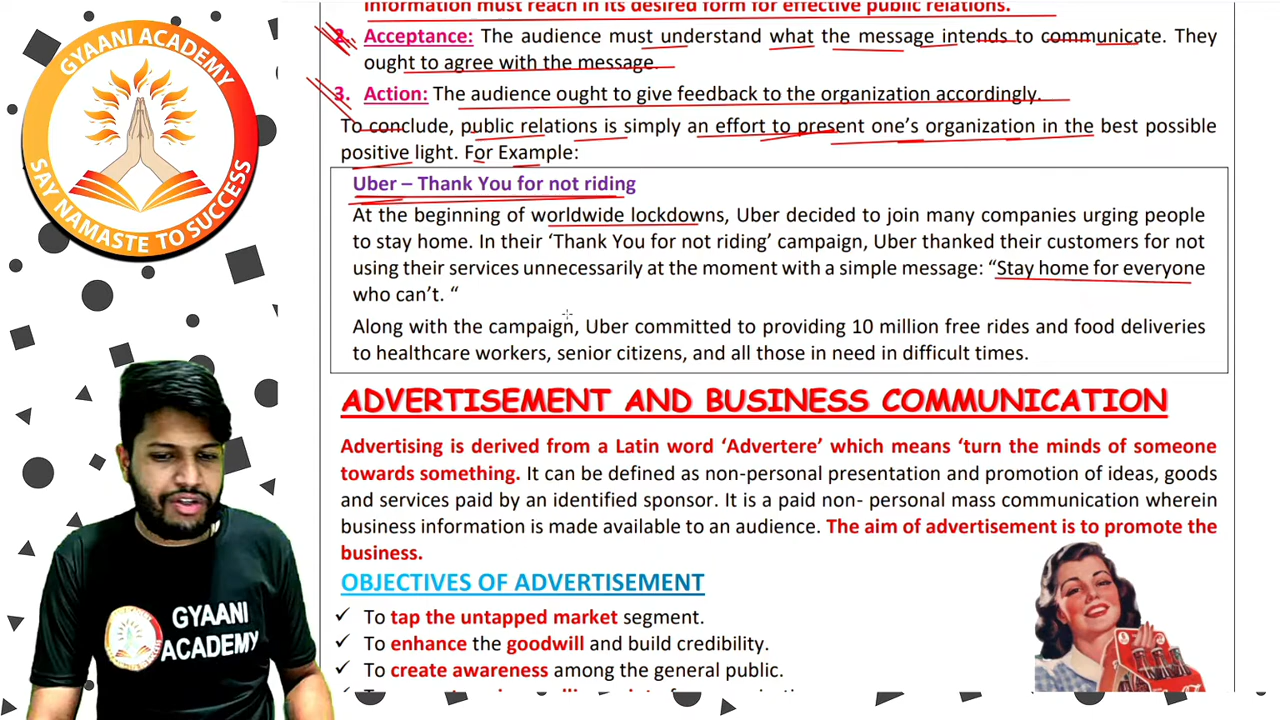 GYAANI ACADEMY
SAY NAMASTE TO SUCCESS
information must reach in its desired form for effective public relations.
2. Acceptance: The audience must understand what the message intends to communicate. They
ought to agree with the message.
3. Action: The audience ought to give feedback to the organization accordingly.
To conclude, public relations is simply an effort to present one's organization in the best possible
positive light. For Example:
Uber – Thank You for not riding
At the beginning of worldwide lockdowns, Uber decided to join many companies urging people
to stay home. In their 'Thank You for not riding' campaign, Uber thanked their customers for not
using their services unnecessarily at the moment with a simple message: "Stay home for everyone
who can't. "
Along with the campaign, Uber committed to providing 10 million free rides and food deliveries
to healthcare workers, senior citizens, and all those in need in difficult times.
ADVERTISEMENT AND BUSINESS COMMUNICATION
Advertising is derived from a Latin word 'Advertere' which means 'turn the minds of someone
towards something. It can be defined as non-personal presentation and promotion of ideas, goods
and services paid by an identified sponsor. It is a paid non- personal mass communication wherein
business information is made available to an audience. The aim of advertisement is to promote the
business.
OBJECTIVES OF ADVERTISEMENT
✓ To tap the untapped market segment.
✓ To enhance the goodwill and build credibility.
✓ To create awareness among the general public.
GYAANI
ACADEMY